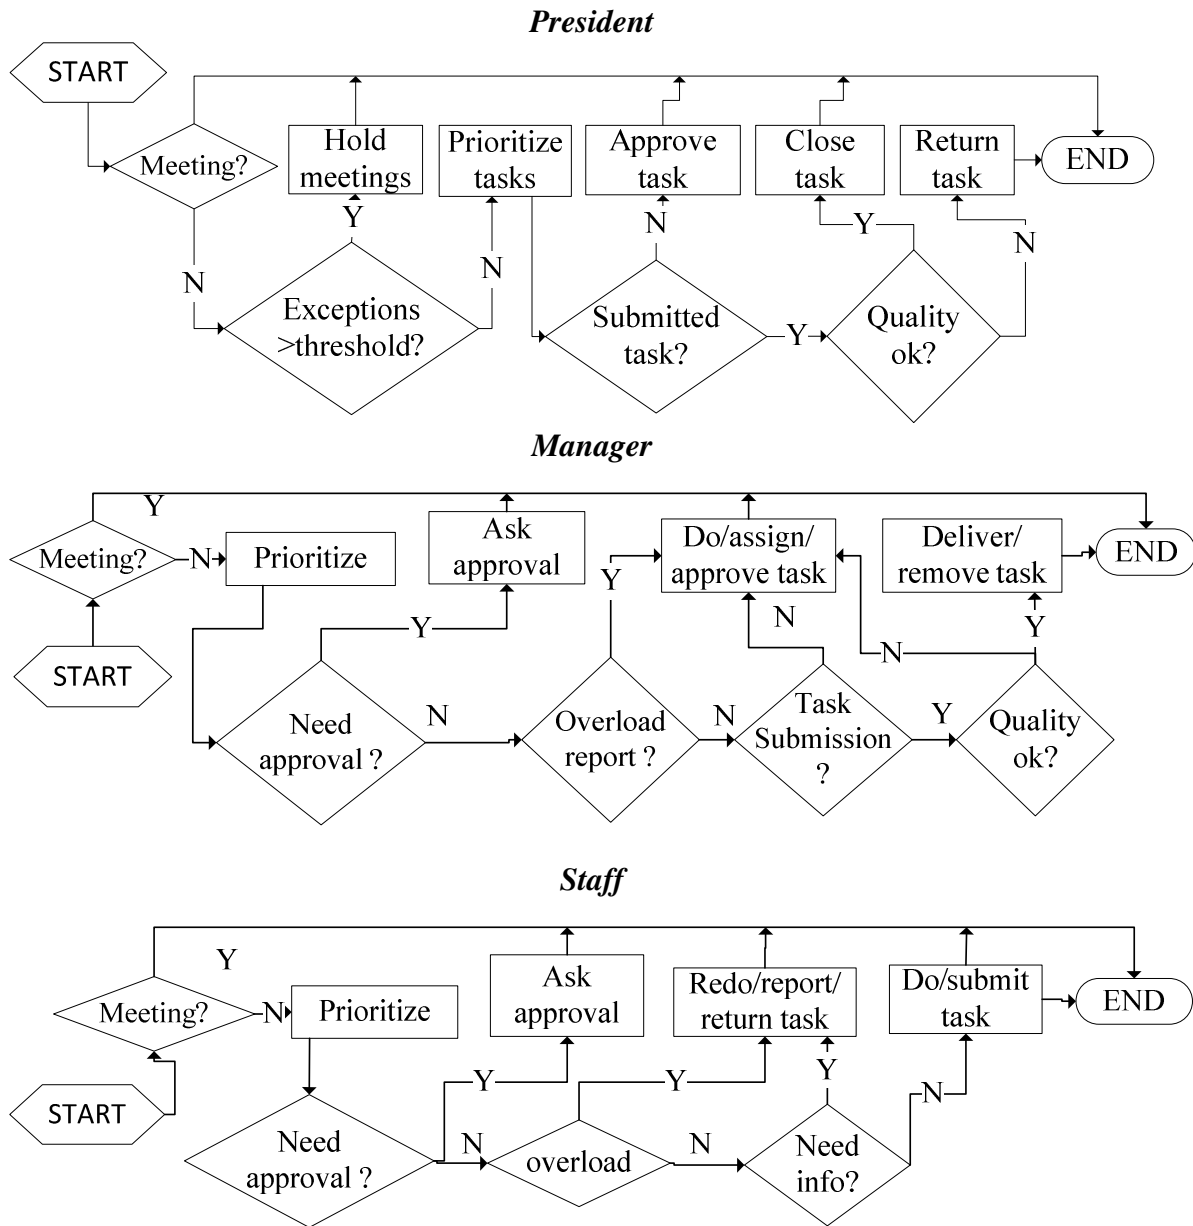 President
START
Meeting?
Hold
meetings
Prioritize
tasks
Approve
task
Close
task
Return
task
END
Y
N
N
Y
N
N
Exceptions
>threshold?
Submitted
task?
Y
Quality
ok?
Manager
Y
Meeting?
N
Prioritize
Ask
approval
Do/assign/
approve task
Deliver/
remove task
END
START
Y
Y
N
Y
N
Need
approval ?
N
Overload
report ?
N
Task
Submission
?
Y
Quality
ok?
Staff
Y
Meeting?
N
Prioritize
Ask
approval
Redo/report/
return task
Do/submit
task
END
START
Y
Y
Y
N
Need
approval ?
N
overload
N
Need
info?